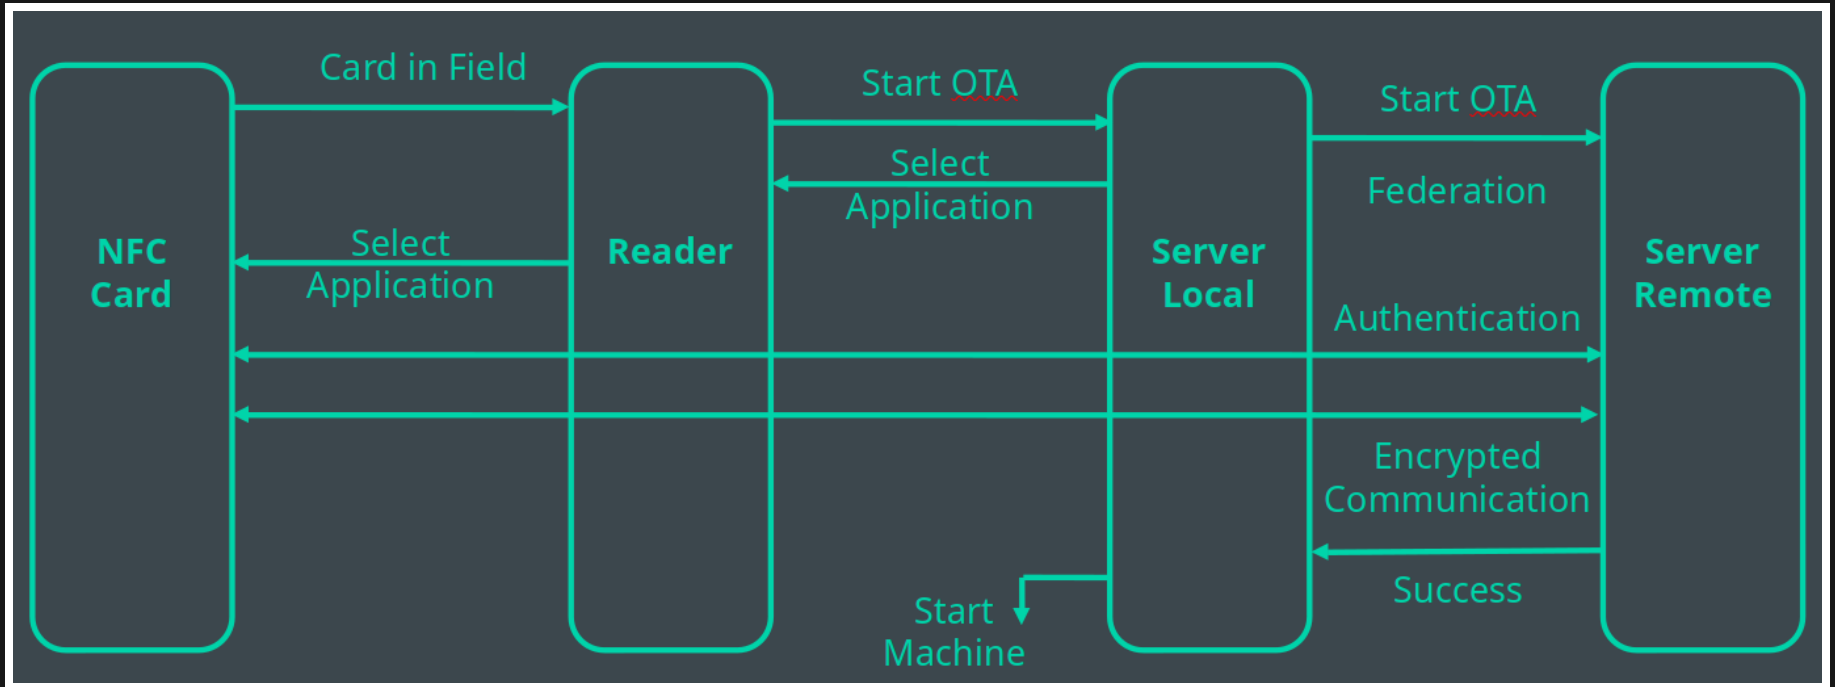 Card in Field
Start OTA
Start OTA
Select
Application
Federation
NFC
Card
Select
Application
Reader
Server
Local
Server
Remote
Authentication
Encrypted
Communication
Success
Start
Machine